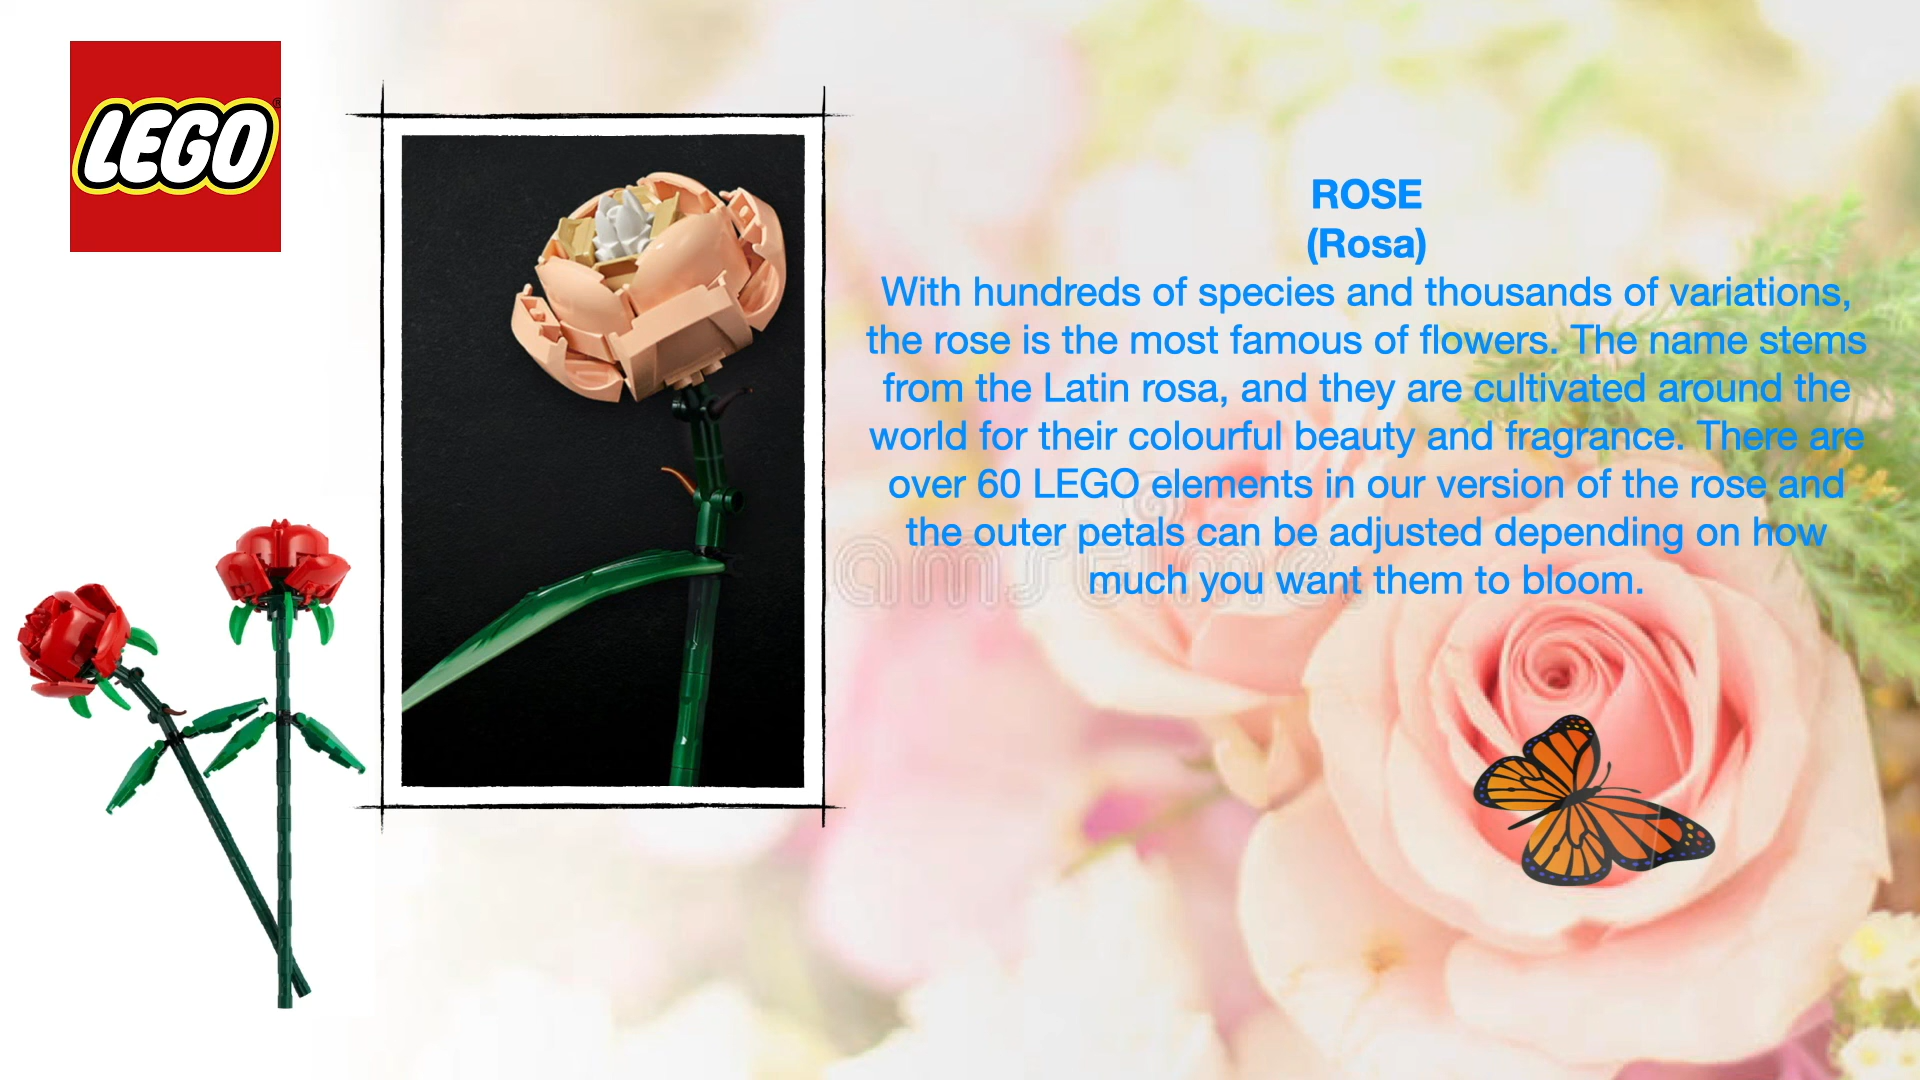 LEGO
ROSE
(Rosa)
With hundreds of species and thousands of variations,
the rose is the most famous of flowers. The name stems
from the Latin rosa, and they are cultivated around the
world for their colourful beauty and fragrance. There are
over 60 LEGO elements in our version of the rose and
the outer petals can be adjusted depending on how
much you want them to bloom.
amstime